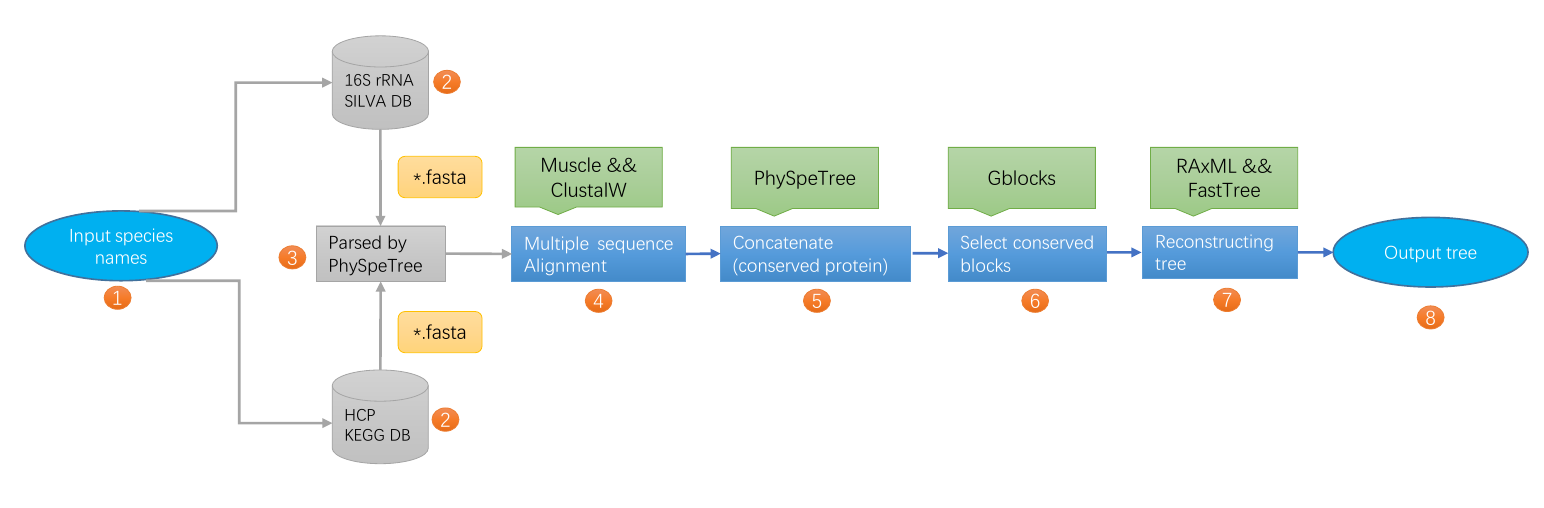 16S rRNA
SILVA DB
2
*.fasta
Input species
names
1
3
Parsed by
PhySpeTree
*.fasta
HCP
KEGG DB
2
Muscle &&
ClustalW
Multiple sequence
Alignment
4
PhySpeTree
Concatenate
(conserved protein)
5
Gblocks
Select conserved
blocks
6
RAxML &&
FastTree
Reconstructing
tree
7
Output tree
8